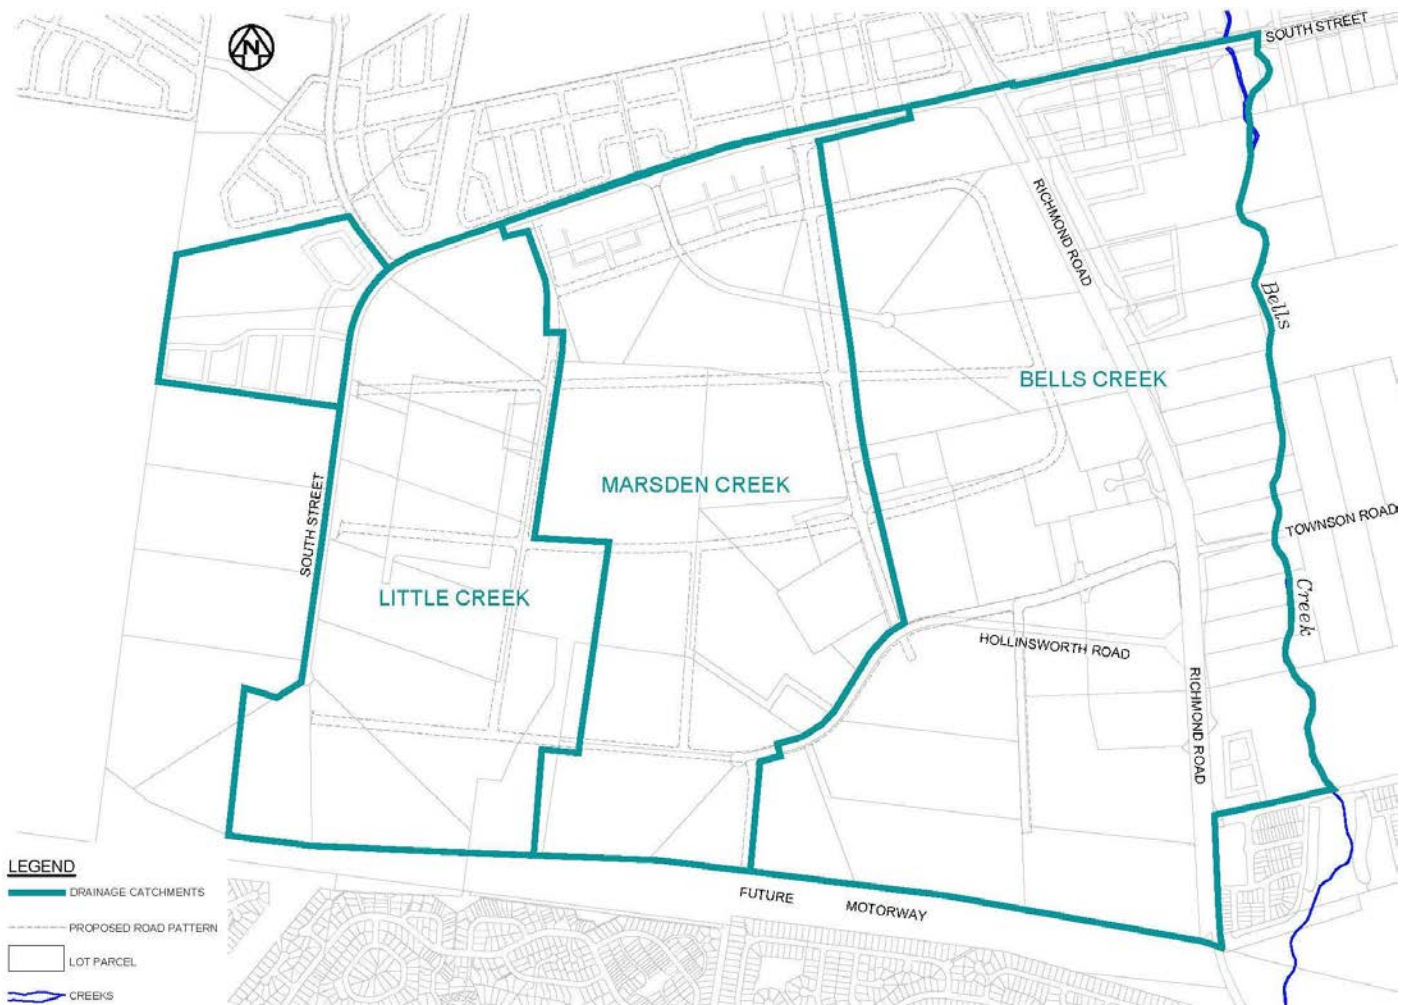 SOUTH STREET
N
RICHMOND ROAD
Bells
BELLS CREEK
MARSDEN CREEK
SOUTH STREET
TOWNSON ROAD
LITTLE CREEK
Creek
HOLLINSWORTH ROAD
RICHMOND ROAD
FUTURE MOTORWAY
LEGEND
DRAINAGE CATCHMENTS
PROPOSED ROAD PATTERN
LOT PARCEL
CREEKS